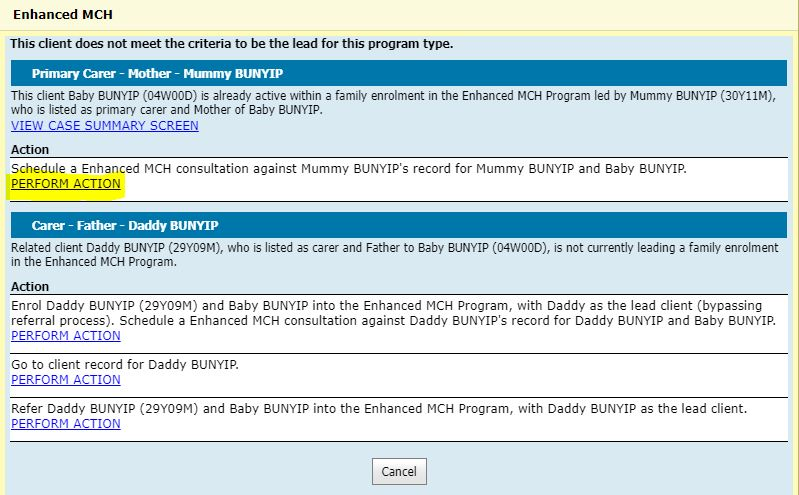 Enhanced MCH
This client does not meet the criteria to be the lead for this program type.
Primary Carer - Mother - Mummy BUNYIP
This client Baby BUNYIP (04W00D) is already active within a family enrolment in the Enhanced MCH Program led by Mummy BUNYIP (30Y11M),
who is listed as primary carer and Mother of Baby BUNYIP.
VIEW CASE SUMMARY SCREEN
Action
Schedule a Enhanced MCH consultation against Mummy BUNYIP's record for Mummy BUNYIP and Baby BUNYIP.
PERFORM ACTION
Carer - Father - Daddy BUNYIP
Related client Daddy BUNYIP (29Y09M), who is listed as carer and Father to Baby BUNYIP (04W00D), is not currently leading a family enrolment
in the Enhanced MCH Program.
Action
Enrol Daddy BUNYIP (29Y09M) and Baby BUNYIP into the Enhanced MCH Program, with Daddy as the lead client (bypassing
referral process). Schedule a Enhanced MCH consultation against Daddy BUNYIP's record for Daddy BUNYIP and Baby BUNYIP.
PERFORM ACTION
Go to client record for Daddy BUNYIP.
PERFORM ACTION
Refer Daddy BUNYIP (29Y09M) and Baby BUNYIP into the Enhanced MCH Program, with Daddy BUNYIP as the lead client.
PERFORM ACTION
Cancel